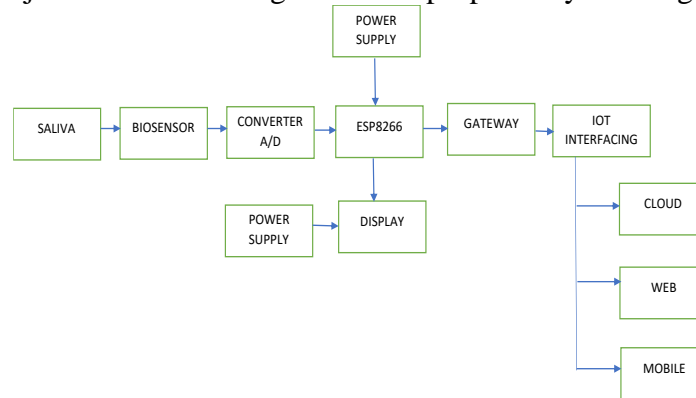 POWER
SUPPLY
SALIVA
BIOSENSOR
CONVERTER
A/D
ESP8266
GATEWAY
IOT
INTERFACING
POWER
SUPPLY
DISPLAY
CLOUD
WEB
MOBILE